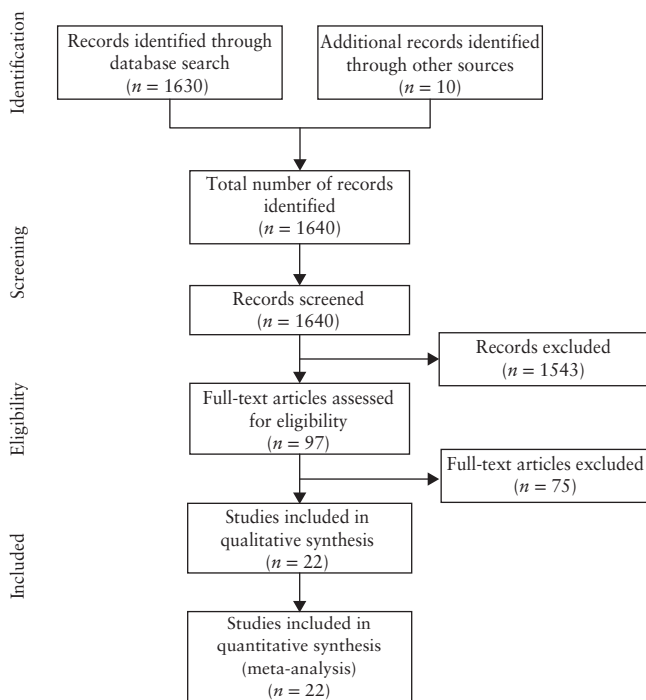 Identification
Records identified through
database search
(n = 1630)
Additional records identified
through other sources
(n = 10)
Total number of records
identified
(n = 1640)
Screening
Records screened
(n = 1640)
Records excluded
(n = 1543)
Eligibility
Full-text articles assessed
for eligibility
(n = 97)
Full-text articles excluded
(n = 75)
Included
Studies included in
qualitative synthesis
(n = 22)
Studies included in
quantitative synthesis
(meta-analysis)
(n = 22)